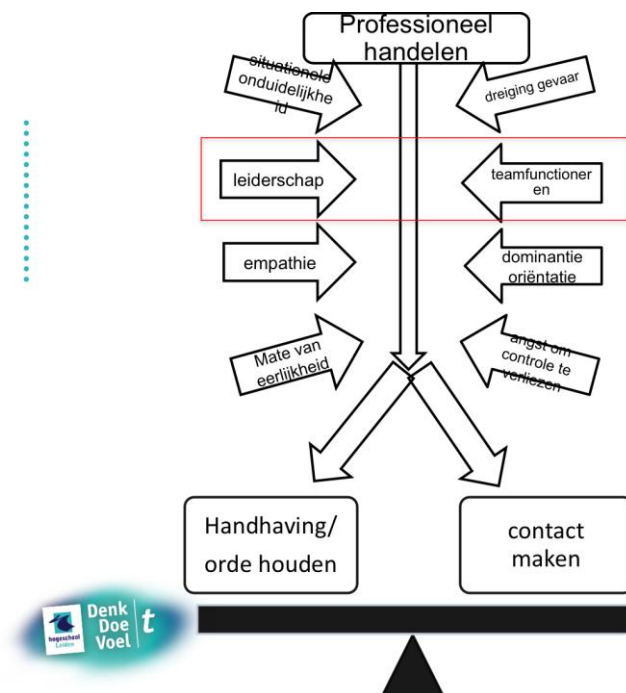 Professioneel
handelen
situationele
onduidelijkhe
id
dreiging gevaar
leiderschap
teamfunctioner
en
empathie
dominantie
oriëntatie
Mate van
eerlijkheid
angst om
controle te
verliezen
Handhaving/
orde houden
contact
maken
hogeschool
Leiden
Denk
Doe
Voel
t